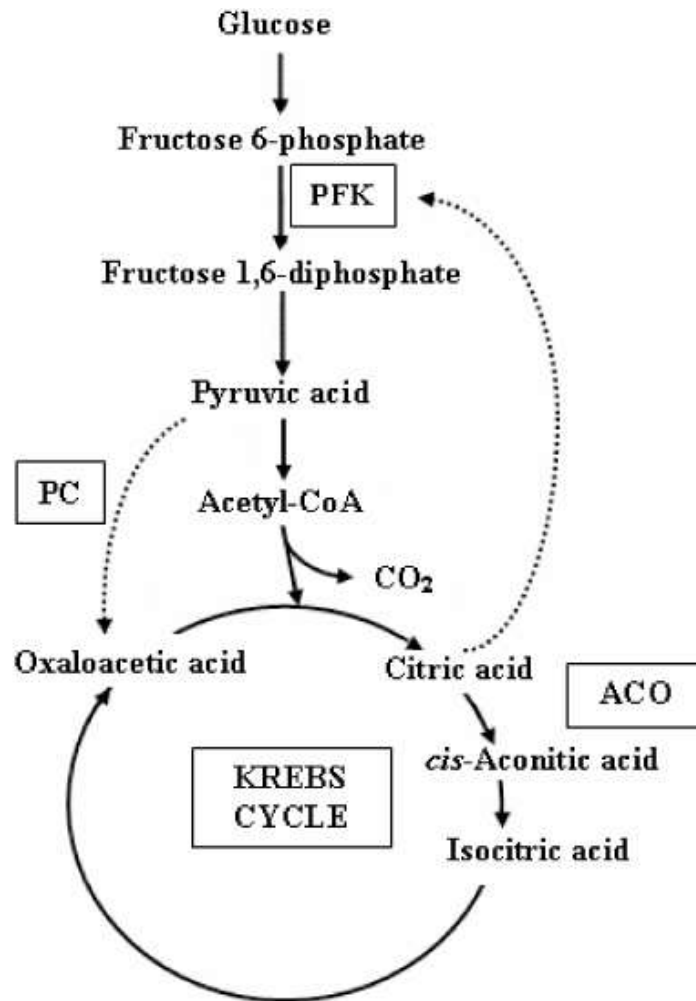 Glucose
Fructose 6-phosphate
PFK
Fructose 1,6-diphosphate
Pyruvic acid
PC
Acetyl-CoA
CO₂
Oxaloacetic acid
Citric acid
ACO
cis-Aconitic acid
KREBS
CYCLE
Isocitric acid